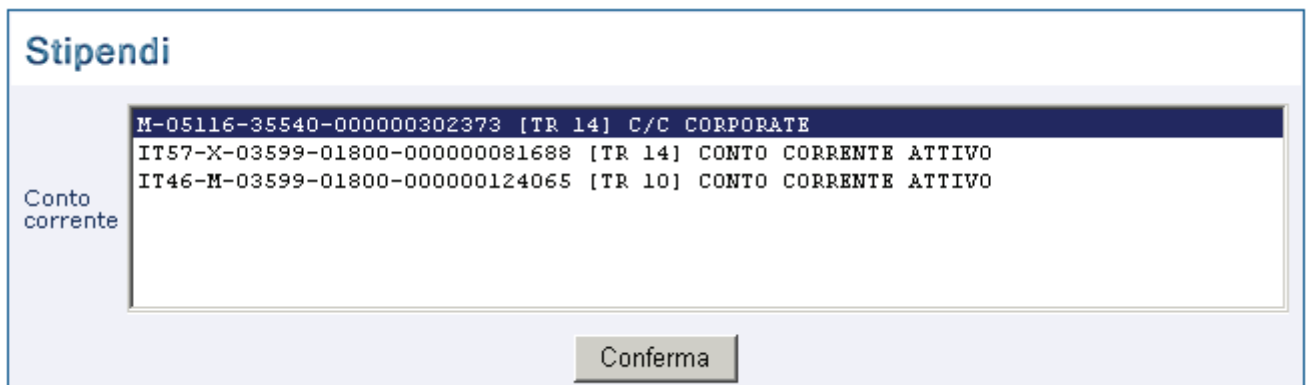 Stipendi
M-05116-35540-000000302373 [TR 14] C/C CORPORATE
IT57-X-03599-01800-000000081688 [TR 14] CONTO CORRENTE ATTIVO
IT46-M-03599-01800-000000124065 [TR 10] CONTO CORRENTE ATTIVO
Conto
corrente
Conferma